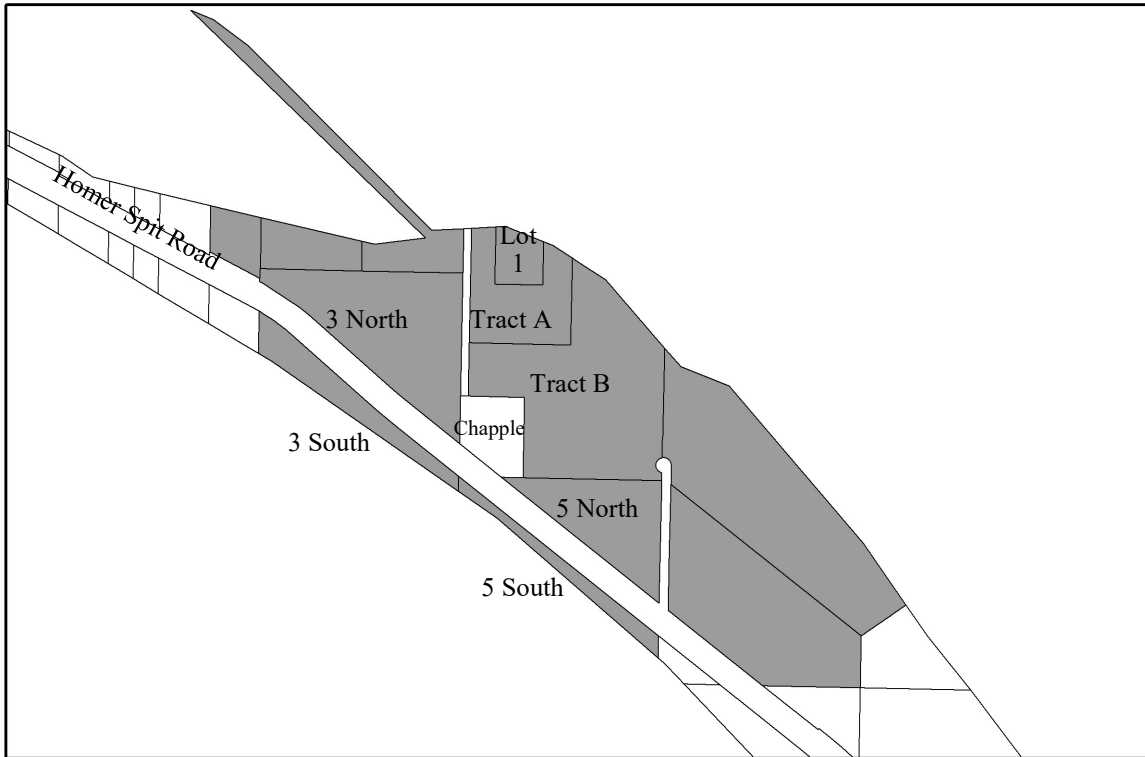 Homer Spit Road
Lot
1
3 North
Tract A
Tract B
Chapple
3 South
5 North
5 South